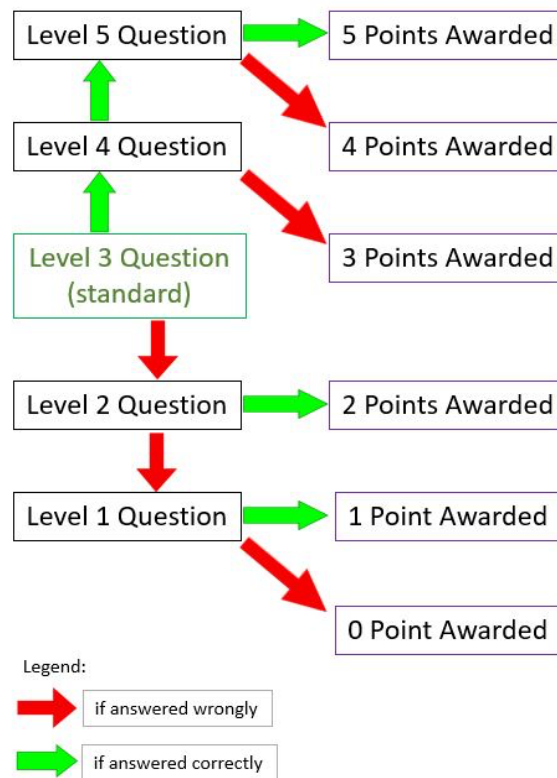 Level 5 Question
5 Points Awarded
Level 4 Question
4 Points Awarded
Level 3 Question
(standard)
3 Points Awarded
Level 2 Question
2 Points Awarded
Level 1 Question
1 Point Awarded
0 Point Awarded
Legend:
if answered wrongly
if answered correctly